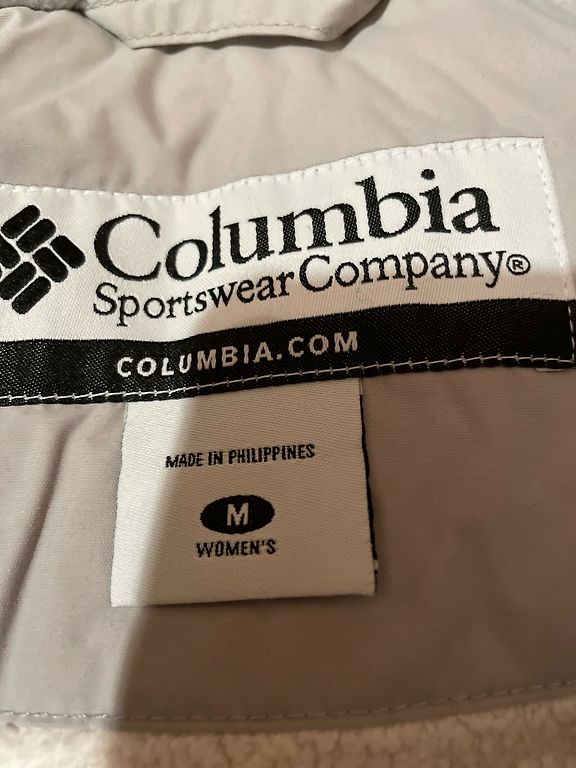 Columbia
Sportswear Company®
COLUMBIA.COM
MADE IN PHILIPPINES
M
WOMEN'S